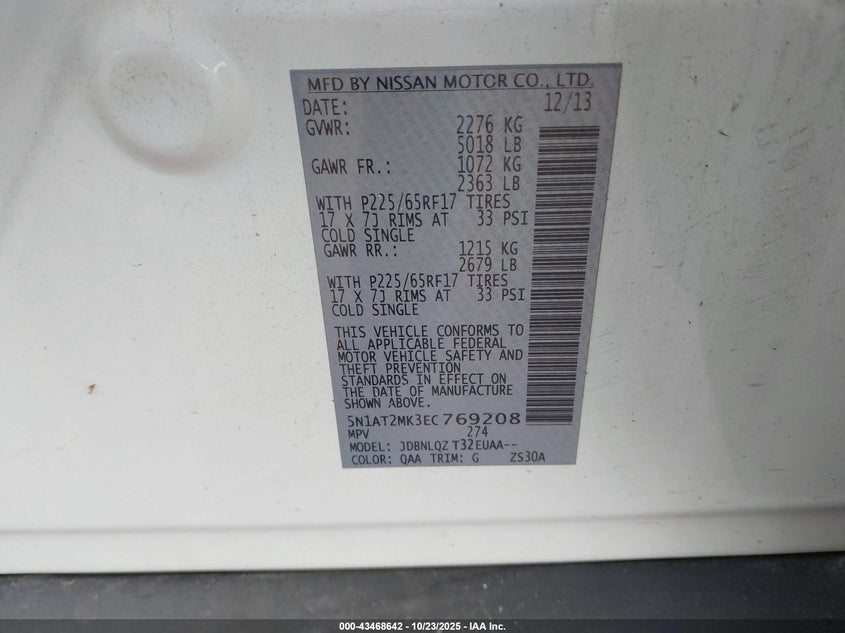 MFD BY NISSAN MOTOR CO., LTD.
DATE: 12/13
GVWR: 2276 KG
5018 LB
GAWR FR.: 1072 KG
2363 LB
WITH P225/65RF17 TIRES
17 X 7J RIMS AT 33 PSI
COLD SINGLE
GAWR RR.: 1215 KG
2679 LB
WITH P225/65RF17 TIRES
17 X 7J RIMS AT 33 PSI
COLD SINGLE
THIS VEHICLE CONFORMS TO
ALL APPLICABLE FEDERAL
MOTOR VEHICLE SAFETY AND
THEFT PREVENTION
STANDARDS IN EFFECT ON
THE DATE OF MANUFACTURE
SHOWN ABOVE.
5N1AT2MK3EC769208
MPV 274
MODEL: JDBNLQZ T32EUAA--
COLOR: QAA TRIM: G ZS30A
000-43468642 - 10/23/2025 - IAA Inc.